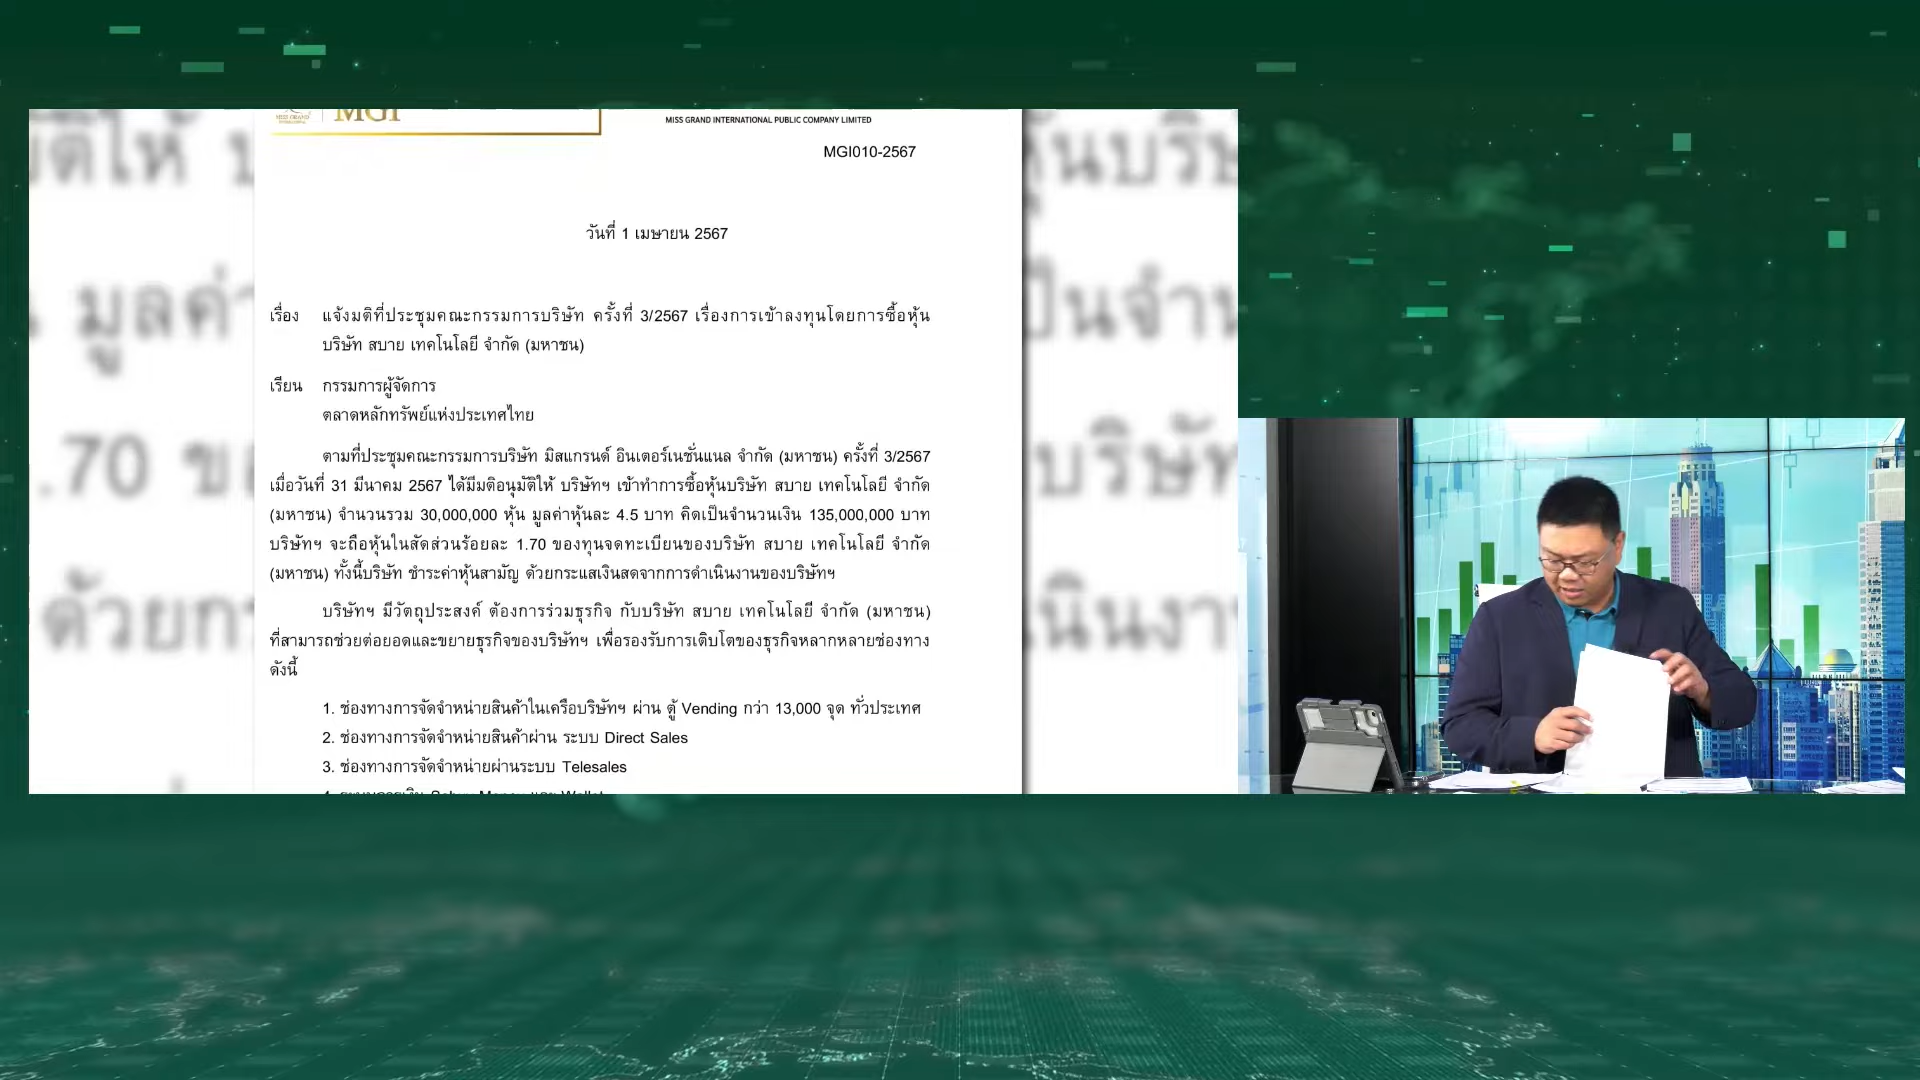 MISS GRAND
MGI
MISS GRAND INTERNATIONAL PUBLIC COMPANY LIMITED
MGI010-2567
วันที่ 1 เมษายน 2567
เรื่อง แจ้งมติที่ประชุมคณะกรรมการบริษัท ครั้งที่ 3/2567 เรื่องการเข้าลงทุนโดยการซื้อหุ้น
บริษัท สบาย เทคโนโลยี จำกัด (มหาชน)
เรียน กรรมการผู้จัดการ
ตลาดหลักทรัพย์แห่งประเทศไทย
ตามที่ประชุมคณะกรรมการบริษัท มิสแกรนด์ อินเตอร์เนชั่นแนล จำกัด (มหาชน) ครั้งที่ 3/2567
เมื่อวันที่ 31 มีนาคม 2567 ได้มีมติอนุมัติให้ บริษัทฯ เข้าทำการซื้อหุ้นบริษัท สบาย เทคโนโลยี จำกัด
(มหาชน) จำนวนรวม 30,000,000 หุ้น มูลค่าหุ้นละ 4.5 บาท คิดเป็นจำนวนเงิน 135,000,000 บาท
บริษัทฯ จะถือหุ้นในสัดส่วนร้อยละ 1.70 ของทุนจดทะเบียนของบริษัท สบาย เทคโนโลยี จำกัด
(มหาชน) ทั้งนี้บริษัท ชำระค่าหุ้นสามัญ ด้วยกระแสเงินสดจากการดำเนินงานของบริษัทฯ
บริษัทฯ มีวัตถุประสงค์ ต้องการร่วมธุรกิจ กับบริษัท สบาย เทคโนโลยี จำกัด (มหาชน)
ที่สามารถช่วยต่อยอดและขยายธุรกิจของบริษัทฯ เพื่อรองรับการเติบโตของธุรกิจหลากหลายช่องทาง
ดังนี้
1. ช่องทางการจัดจำหน่ายสินค้าในเครือบริษัทฯ ผ่าน ตู้ Vending กว่า 13,000 จุด ทั่วประเทศ
2. ช่องทางการจัดจำหน่ายสินค้าผ่าน ระบบ Direct Sales
3. ช่องทางการจัดจำหน่ายผ่านระบบ Telesales